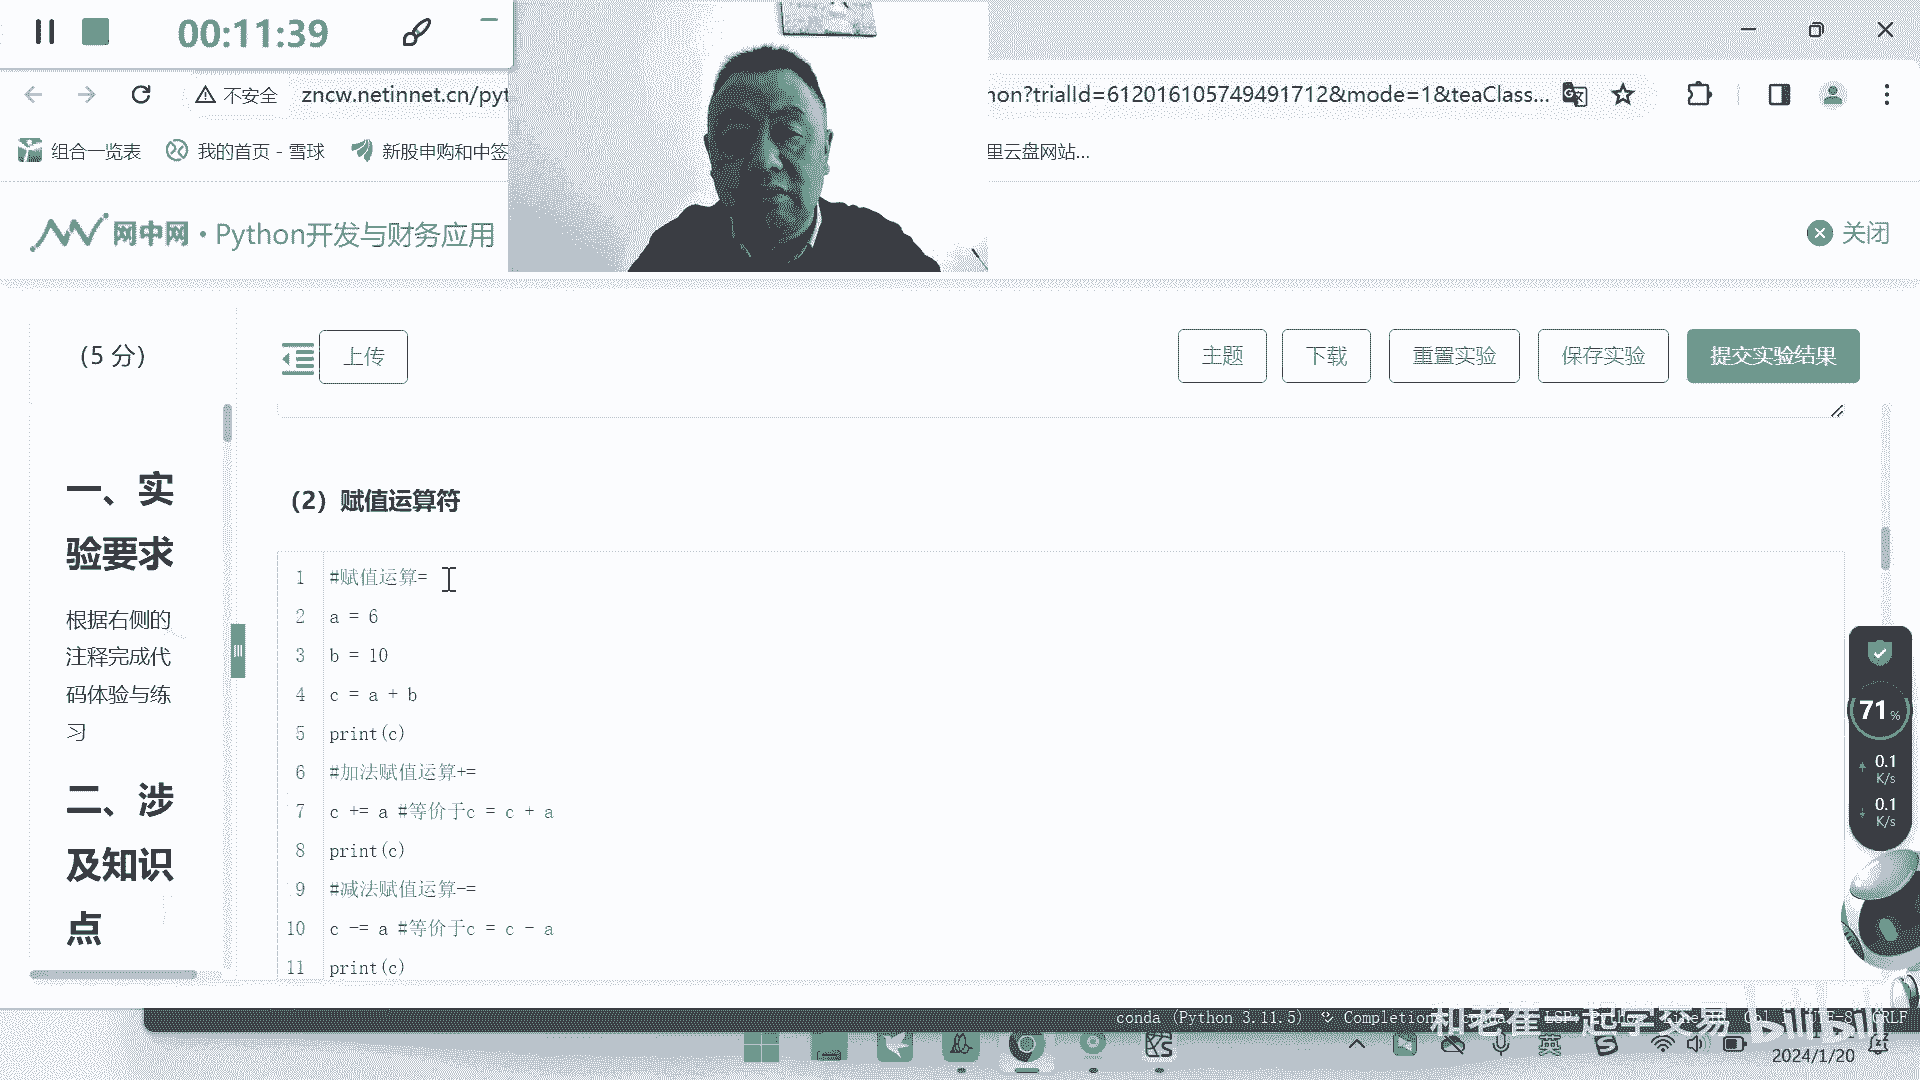 00:11:39
不安全
zncw.netinnet.cn/pyt
hon?trialId=612016105749491712&mode=1&teaClass...
组合一览表
我的首页 - 雪球
新股申购和中签
里云盘网站...
网中网
·Python开发与财务应用
关闭
（5 分）
上传
主题
下载
重置实验
保存实验
提交实验结果
一、实
验要求
根据右侧的
注释完成代
码体验与练
习
二、涉
及知识
点
（2）赋值运算符
1 #赋值运算=
2 a = 6
3 b = 10
4 c = a + b
5 print(c)
6 #加法赋值运算+=
7 c += a #等价于c = c + a
8 print(c)
9 #减法赋值运算-=
10 c -= a #等价于c = c - a
11 print(c)
71%
0.1
K/s
0.1
K/s
conda (Python 3.11.5)
Completion
和老崔一起学交易
bilibili
CRLF
英
2024/1/20